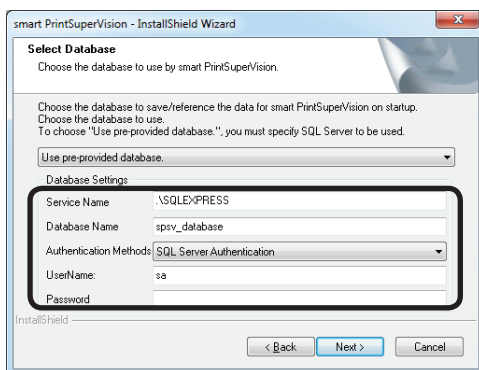 smart PrintSuperVision - InstallShield Wizard
Select Database
Choose the database to use by smart PrintSuperVision.
Choose the database to save/reference the data for smart PrintSuperVision on startup.
Choose the database to use.
To choose "Use pre-provided database.", you must specify SQL Server to be used.
Use pre-provided database.
Database Settings
Service Name .\SQLEXPRESS
Database Name spsv_database
Authentication Methods SQL Server Authentication
UserName: sa
Password
InstallShield
< Back Next > Cancel